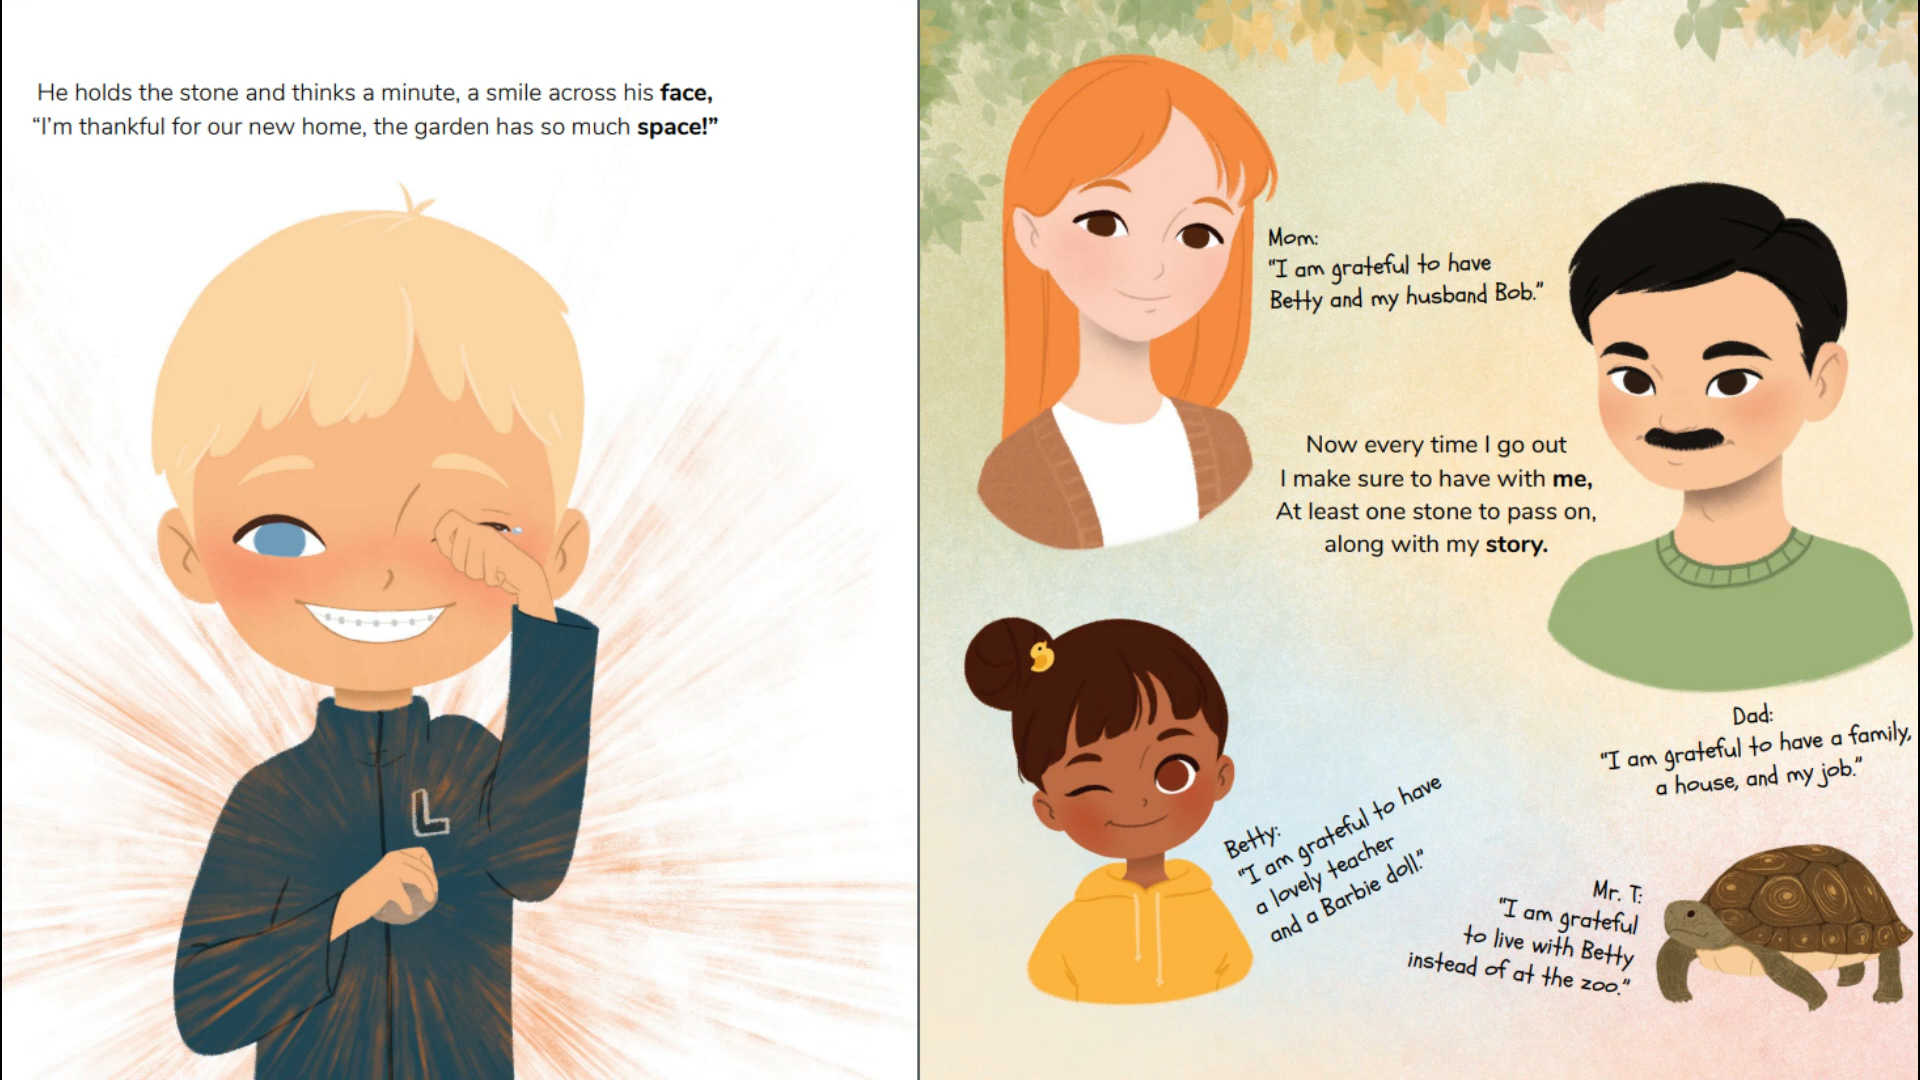 He holds the stone and thinks a minute, a smile across his face,
“I’m thankful for our new home, the garden has so much space!”
L
Mom:
“I am grateful to have
Betty and my husband Bob.”
Now every time I go out
I make sure to have with me,
At least one stone to pass on,
along with my story.
Dad:
“I am grateful to have a family,
a house, and my job.”
Betty:
“I am grateful to have
a lovely teacher
and a Barbie doll.”
Mr. T:
“I am grateful
to live with Betty
instead of at the zoo.”